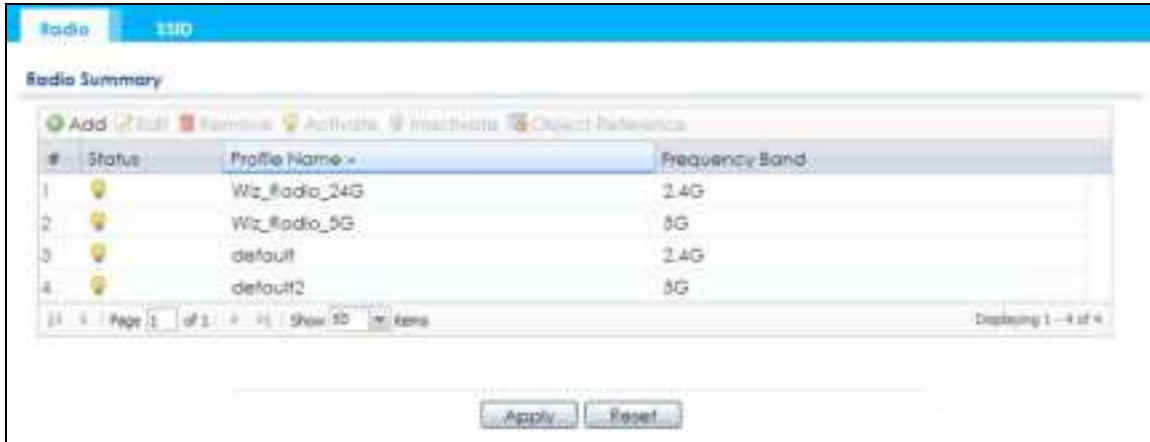 Radio SSID
Radio Summary
Add Edit Remove Activate Inactivate Object Reference
# Status Profile Name Frequency Band
1 Wiz_Radio_24G 2.4G
2 Wiz_Radio_5G 5G
3 default 2.4G
4 default2 5G
Page 1 of 1 Show 50 items Displaying 1 - 4 of 4
Apply Reset